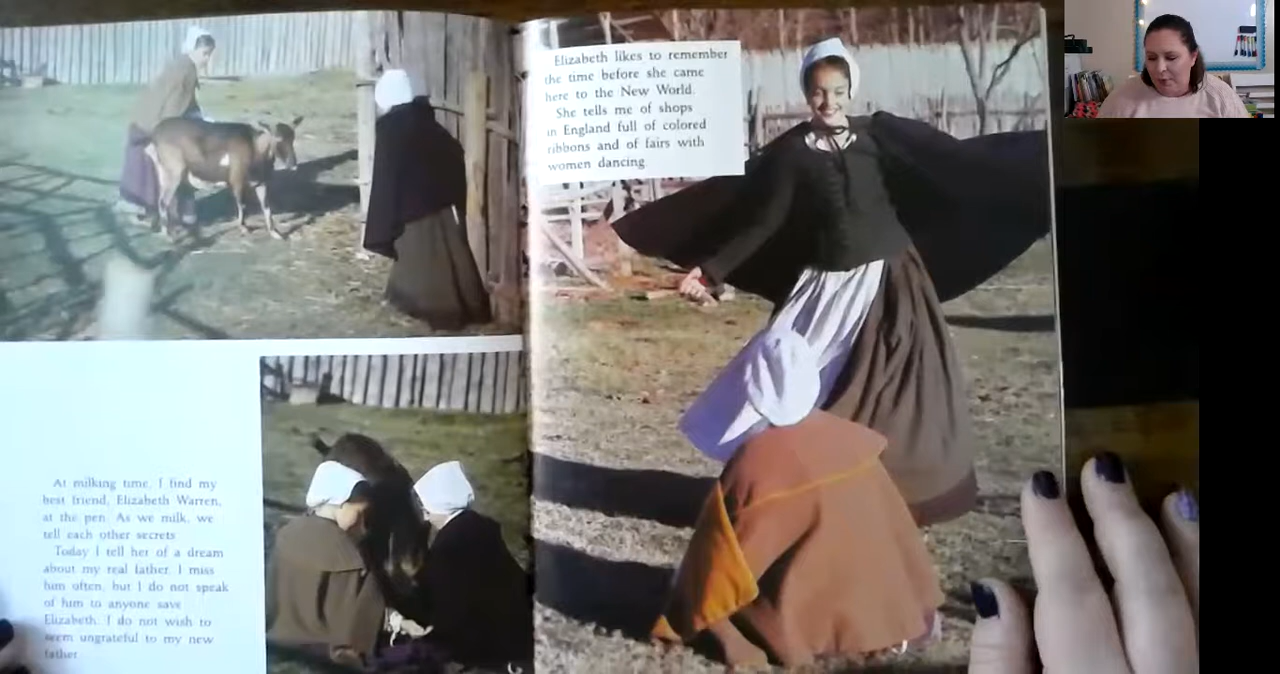 At milking time, I find my
best friend, Elizabeth Warren,
at the pen. As we milk, we
tell each other secrets.
Today I tell her of a dream
about my real father. I miss
him often, but I do not speak
of him to anyone save
Elizabeth. I do not wish to
seem ungrateful to my new
father.
Elizabeth likes to remember
the time before she came
here to the New World.
She tells me of shops
in England full of colored
ribbons and of fairs with
women dancing.